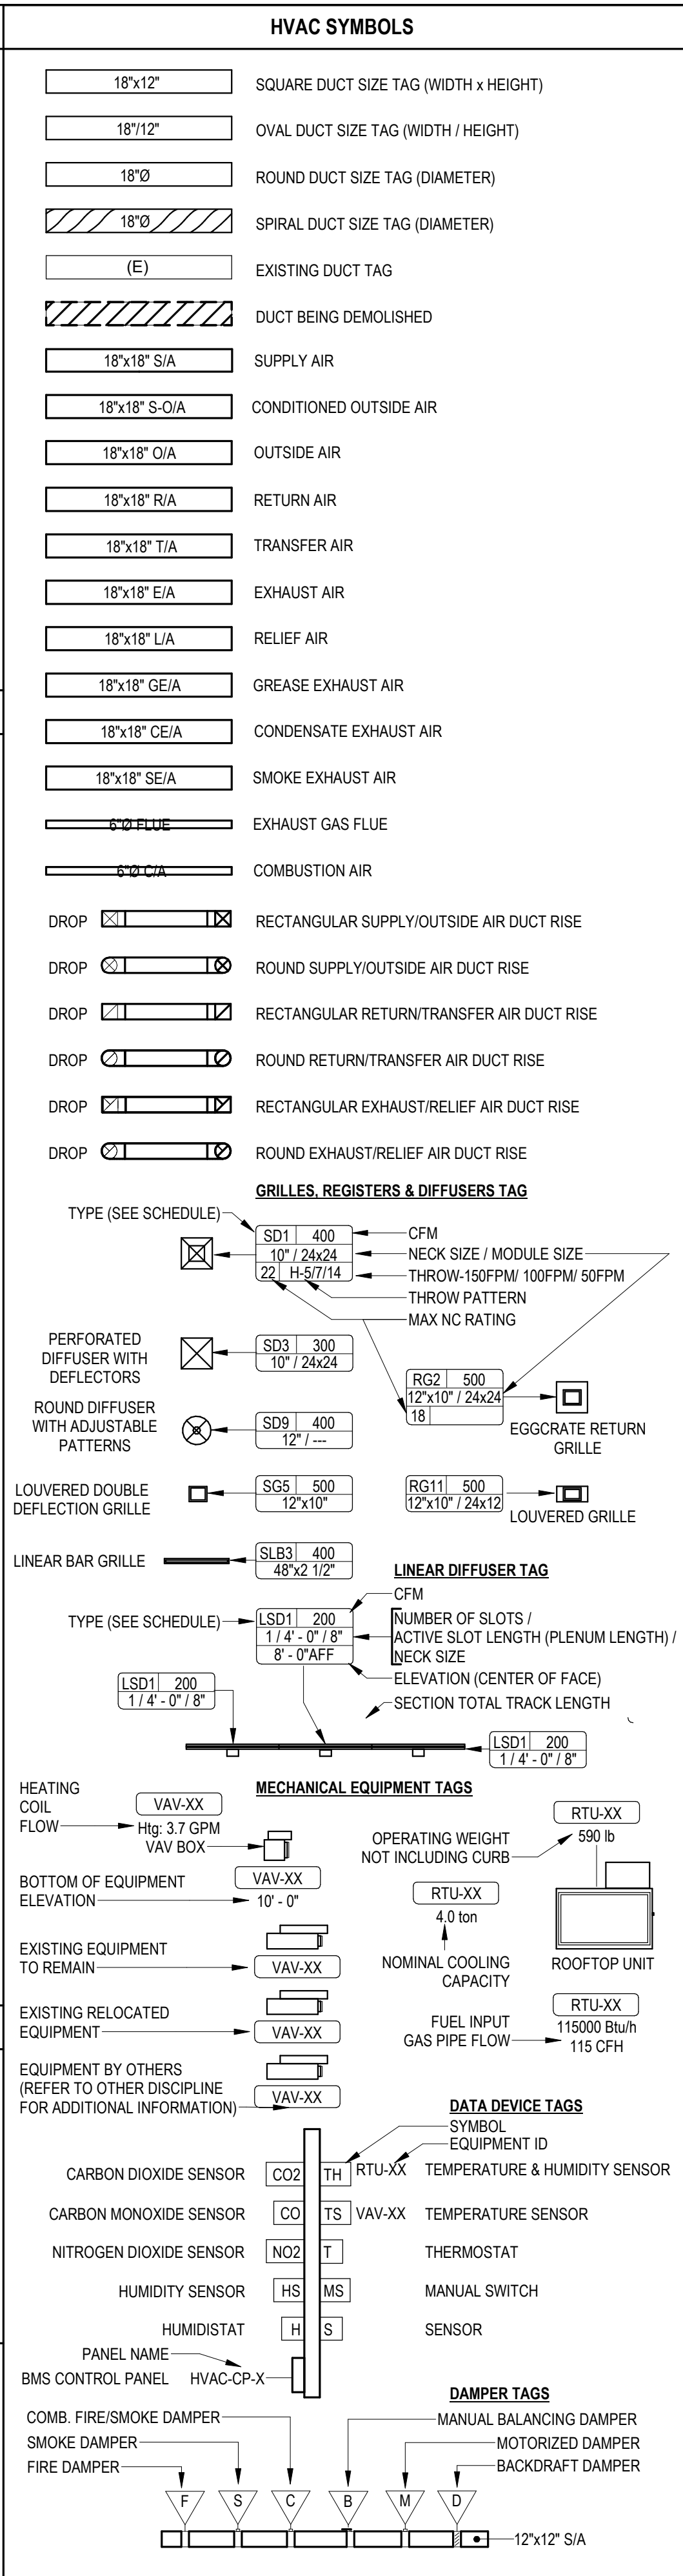 HVAC SYMBOLS
18"x12" SQUARE DUCT SIZE TAG (WIDTH x HEIGHT)
18"/12" OVAL DUCT SIZE TAG (WIDTH / HEIGHT)
18"Ø ROUND DUCT SIZE TAG (DIAMETER)
18"Ø SPIRAL DUCT SIZE TAG (DIAMETER)
(E) EXISTING DUCT TAG
DUCT BEING DEMOLISHED
18"x18" S/A SUPPLY AIR
18"x18" S-O/A CONDITIONED OUTSIDE AIR
18"x18" O/A OUTSIDE AIR
18"x18" R/A RETURN AIR
18"x18" T/A TRANSFER AIR
18"x18" E/A EXHAUST AIR
18"x18" L/A RELIEF AIR
18"x18" GE/A GREASE EXHAUST AIR
18"x18" CE/A CONDENSATE EXHAUST AIR
18"x18" SE/A SMOKE EXHAUST AIR
6"Ø FLUE EXHAUST GAS FLUE
6"Ø C/A COMBUSTION AIR
DROP RECTANGULAR SUPPLY/OUTSIDE AIR DUCT RISE
DROP ROUND SUPPLY/OUTSIDE AIR DUCT RISE
DROP RECTANGULAR RETURN/TRANSFER AIR DUCT RISE
DROP ROUND RETURN/TRANSFER AIR DUCT RISE
DROP RECTANGULAR EXHAUST/RELIEF AIR DUCT RISE
DROP ROUND EXHAUST/RELIEF AIR DUCT RISE
GRILLES, REGISTERS & DIFFUSERS TAG
TYPE (SEE SCHEDULE)
SD1 400
10" / 24x24
22 H-5/7/14
CFM
NECK SIZE / MODULE SIZE
THROW-150FPM/ 100FPM/ 50FPM
THROW PATTERN
MAX NC RATING
PERFORATED
DIFFUSER WITH
DEFLECTORS
SD3 300
10" / 24x24
RG2 500
12"x10" / 24x24
18
EGGCRATE RETURN
GRILLE
ROUND DIFFUSER
WITH ADJUSTABLE
PATTERNS
SD9 400
12" / ---
LOUVERED DOUBLE
DEFLECTION GRILLE
SG5 500
12"x10"
RG11 500
12"x10" / 24x12
LOUVERED GRILLE
LINEAR BAR GRILLE
SLB3 400
48"x2 1/2"
LINEAR DIFFUSER TAG
CFM
TYPE (SEE SCHEDULE)
LSD1 200
1 / 4' - 0" / 8"
8' - 0"AFF
NUMBER OF SLOTS /
ACTIVE SLOT LENGTH (PLENUM LENGTH) /
NECK SIZE
ELEVATION (CENTER OF FACE)
SECTION TOTAL TRACK LENGTH
LSD1 200
1 / 4' - 0" / 8"
LSD1 200
1 / 4' - 0" / 8"
MECHANICAL EQUIPMENT TAGS
HEATING
COIL
FLOW
VAV-XX
Htg: 3.7 GPM
VAV BOX
BOTTOM OF EQUIPMENT
ELEVATION
VAV-XX
10' - 0"
EXISTING EQUIPMENT
TO REMAIN
VAV-XX
EXISTING RELOCATED
EQUIPMENT
VAV-XX
EQUIPMENT BY OTHERS
(REFER TO OTHER DISCIPLINE
FOR ADDITIONAL INFORMATION)
VAV-XX
RTU-XX
590 lb
OPERATING WEIGHT
NOT INCLUDING CURB
RTU-XX
4.0 ton
NOMINAL COOLING
CAPACITY
ROOFTOP UNIT
RTU-XX
115000 Btu/h
115 CFH
FUEL INPUT
GAS PIPE FLOW
DATA DEVICE TAGS
SYMBOL
EQUIPMENT ID
CARBON DIOXIDE SENSOR CO2 TH RTU-XX TEMPERATURE & HUMIDITY SENSOR
CARBON MONOXIDE SENSOR CO TS VAV-XX TEMPERATURE SENSOR
NITROGEN DIOXIDE SENSOR NO2 T THERMOSTAT
HUMIDITY SENSOR HS MS MANUAL SWITCH
HUMIDISTAT H S SENSOR
PANEL NAME
BMS CONTROL PANEL HVAC-CP-X
DAMPER TAGS
COMB. FIRE/SMOKE DAMPER
SMOKE DAMPER
FIRE DAMPER
MANUAL BALANCING DAMPER
MOTORIZED DAMPER
BACKDRAFT DAMPER
F S C B M D
12"x12" S/A